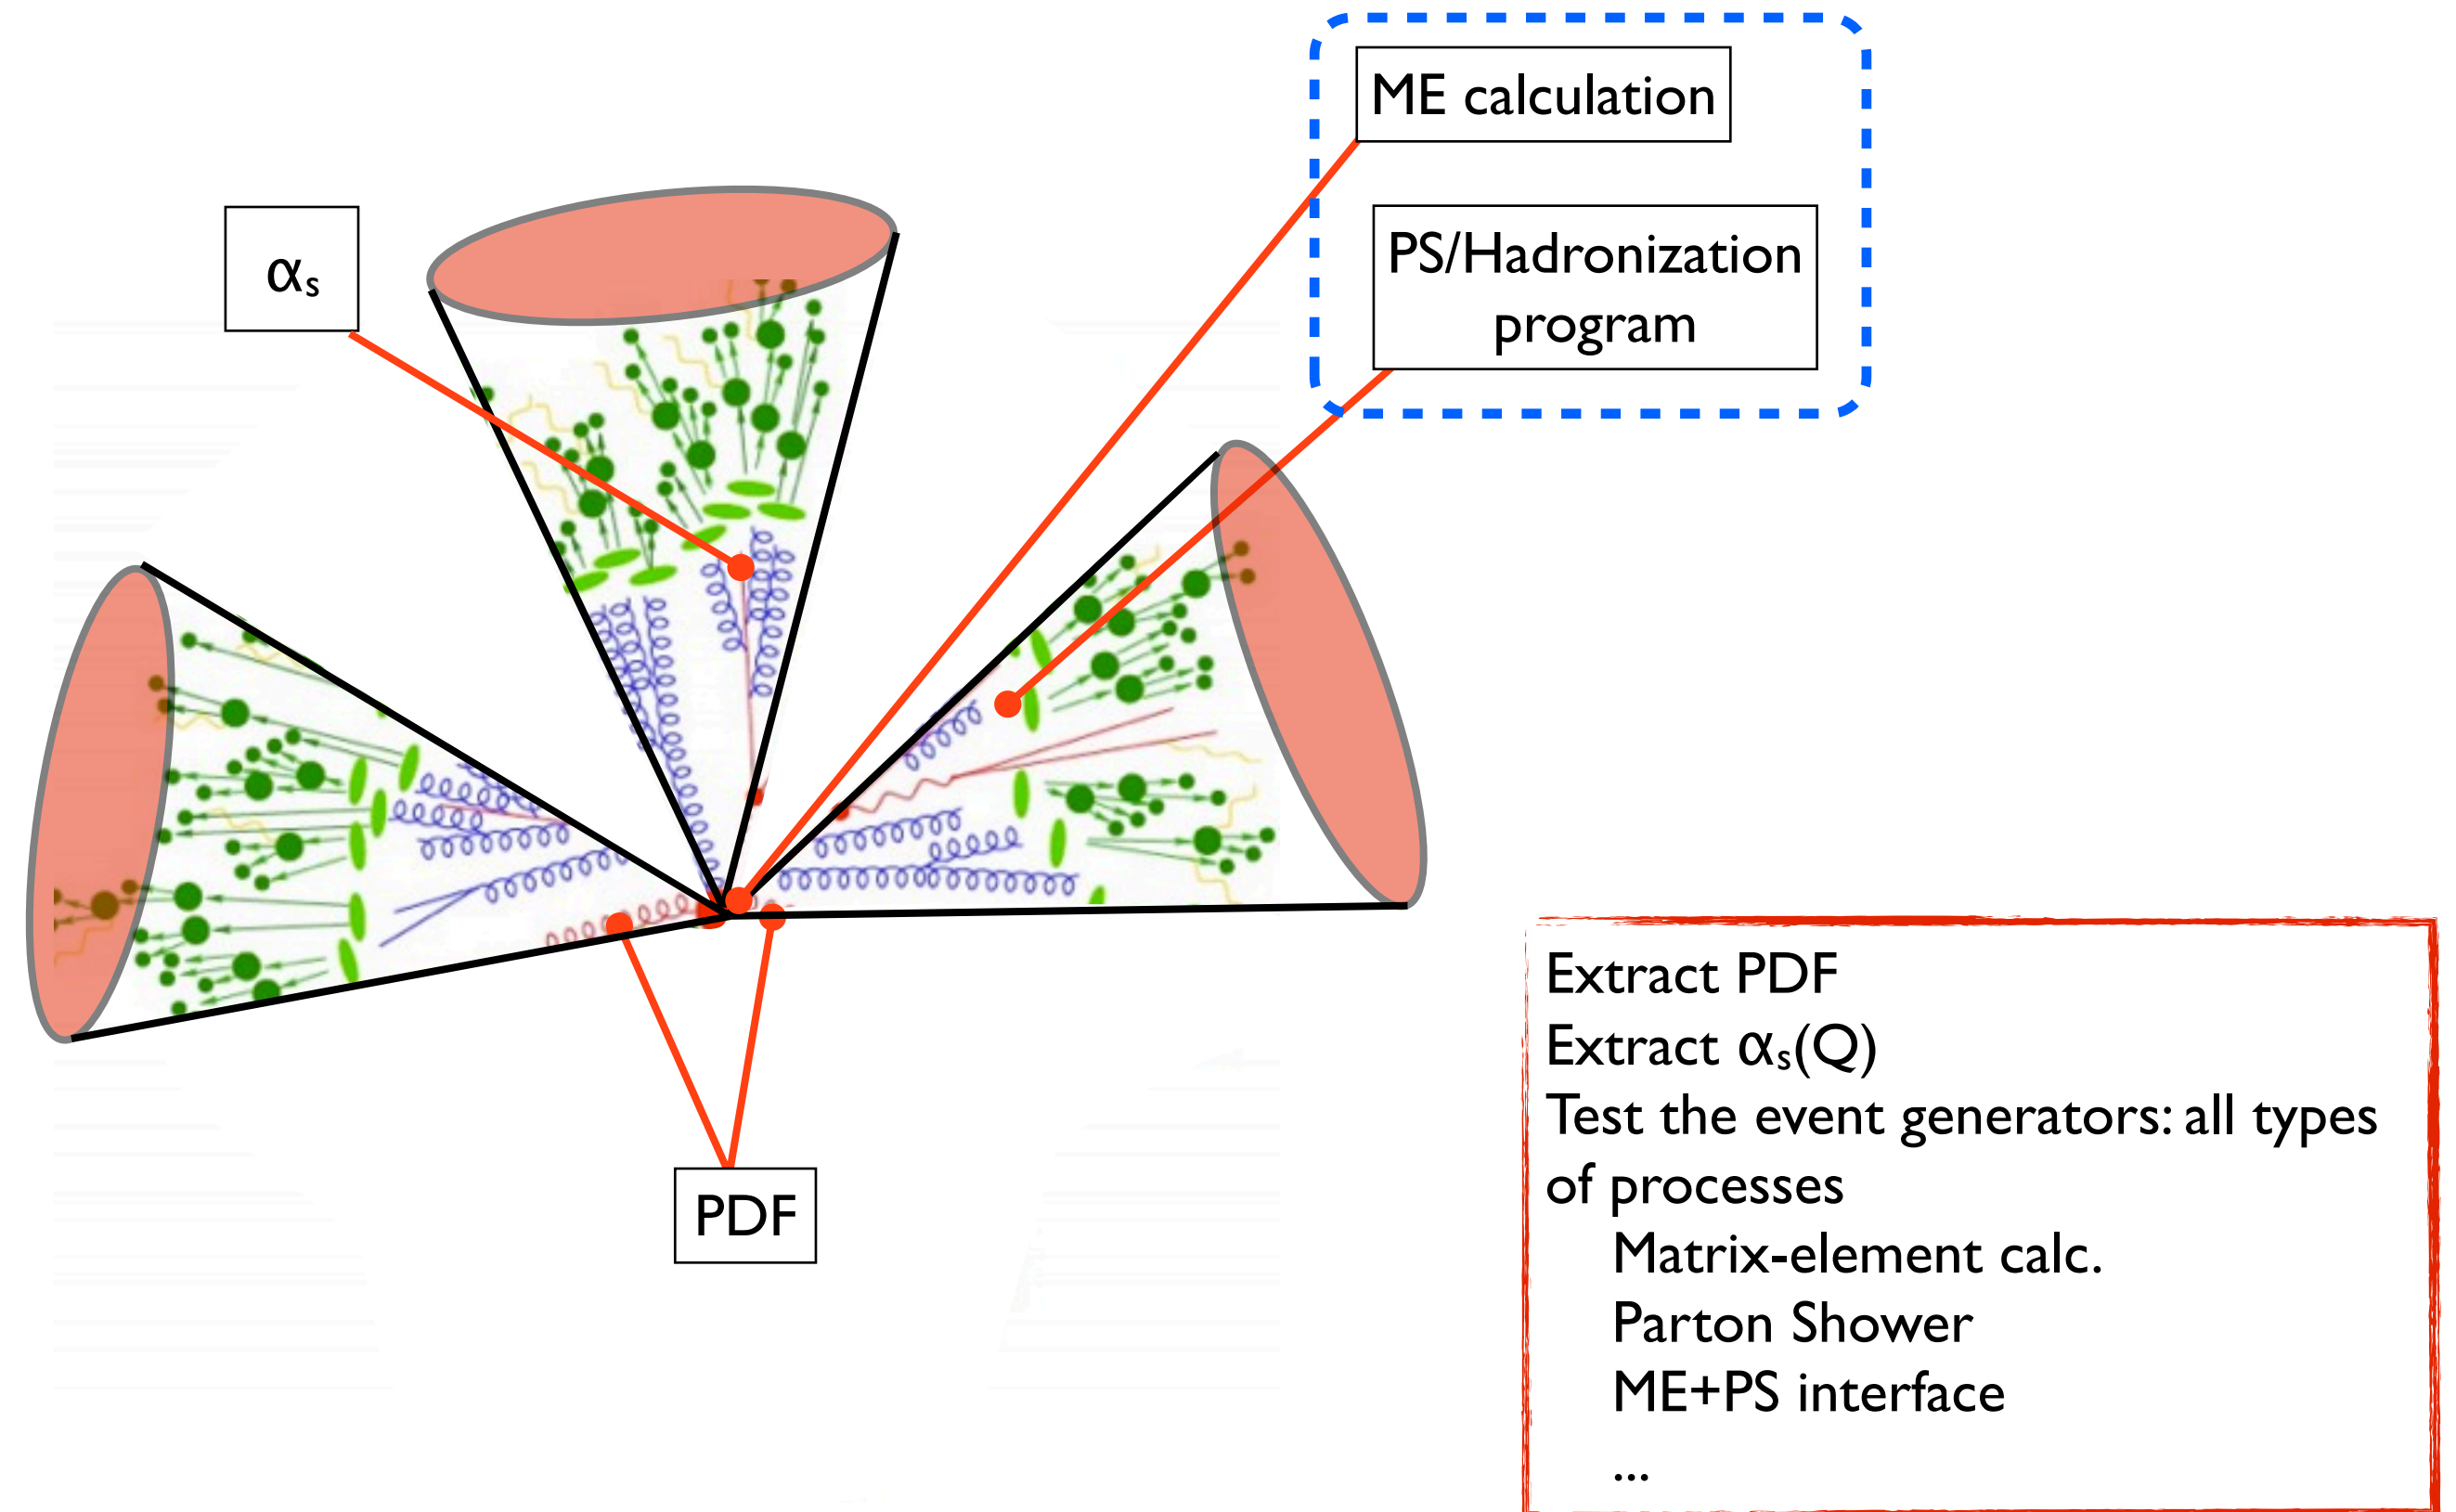 ME calculation
αs
PS/Hadronization
program
PDF
Extract PDF
Extract αs(Q)
Test the event generators: all types
of processes
Matrix-element calc.
Parton Shower
ME+PS interface
...